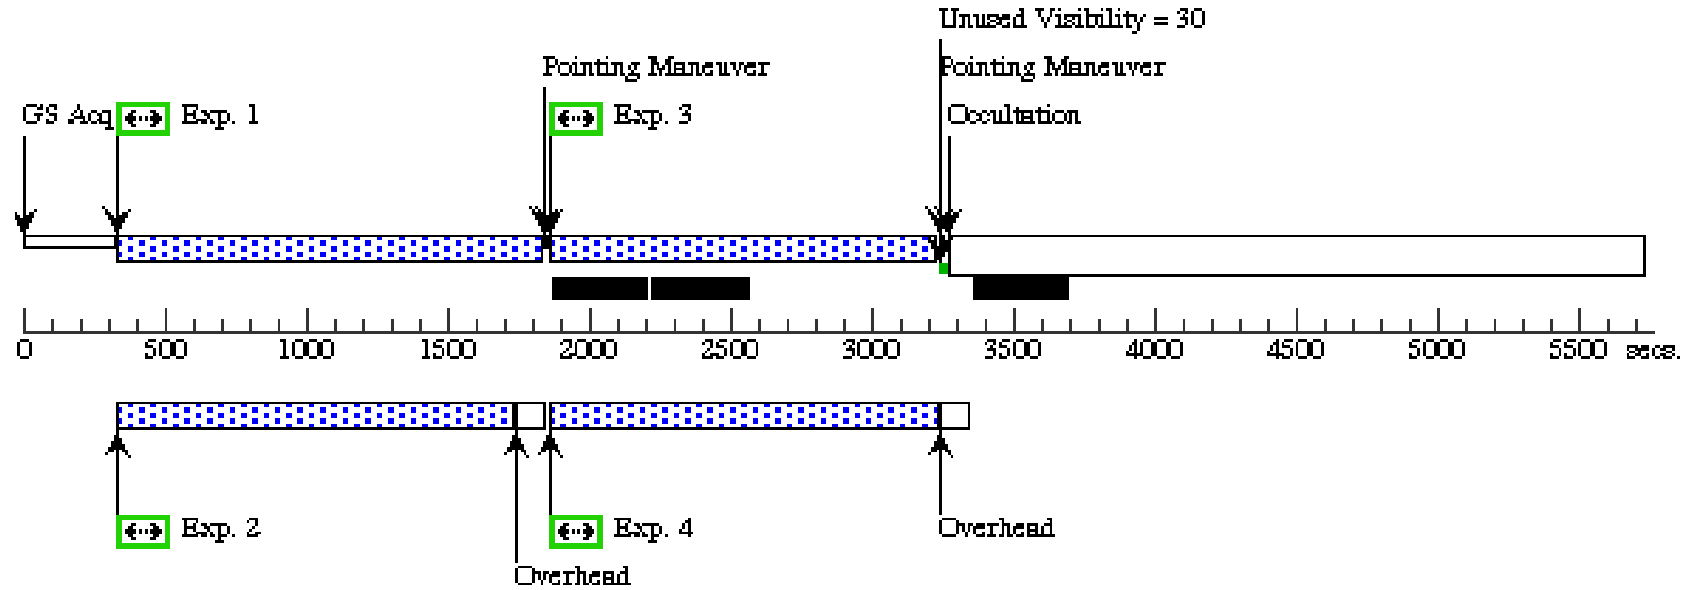 Unused Visibility = 30
Pointing Maneuver Pointing Maneuver
GS Acq Exp. 1 Exp. 3 Occultation
0 500 1000 1500 2000 2500 3000 3500 4000 4500 5000 5500 secs.
Exp. 2 Exp. 4 Overhead
Overhead